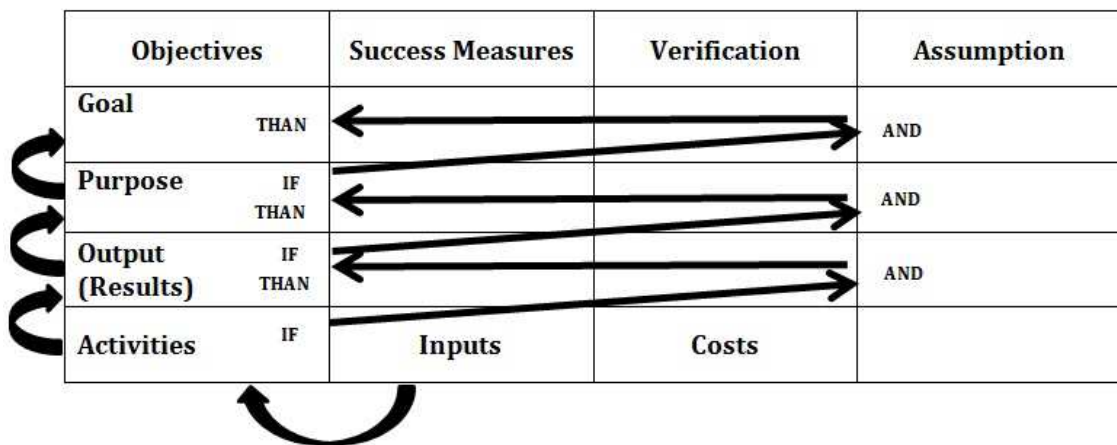 Objectives Success Measures Verification Assumption
Goal
THAN AND
Purpose IF
THAN AND
Output IF
(Results) THAN AND
Activities IF Inputs Costs